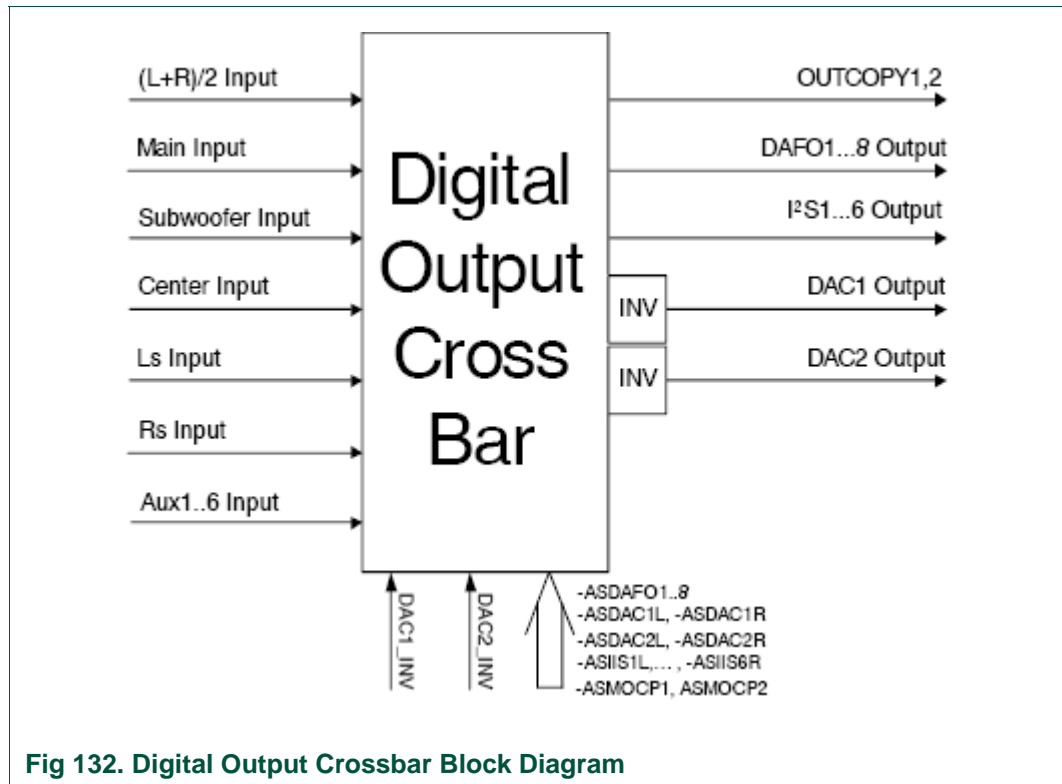 (L+R)/2 Input
Main Input
Subwoofer Input
Center Input
Ls Input
Rs Input
Aux1..6 Input
Digital
Output
Cross
Bar
OUTCOPY1,2
DAFO1...8 Output
I²S1...6 Output
INV
DAC1 Output
INV
DAC2 Output
DAC1_INV
DAC2_INV
-ASDAFO1..8
-ASDAC1L, -ASDAC1R
-ASDAC2L, -ASDAC2R
-ASIIS1L,... , -ASIIS6R
-ASMOCP1, ASMOCP2
Fig 132. Digital Output Crossbar Block Diagram